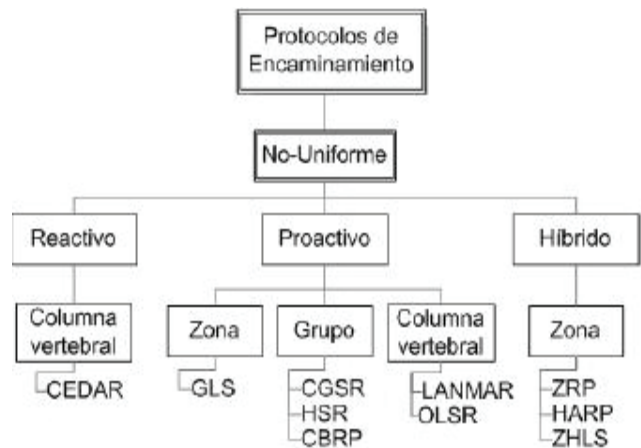 Protocolos de
Encaminamiento
No-Uniforme
Reactivo
Proactivo
Híbrido
Columna
vertebral
Zona
Grupo
Columna
vertebral
Zona
CEDAR
GLS
CGSR
HSR
CBRP
LANMAR
OLSR
ZRP
HARP
ZHLS